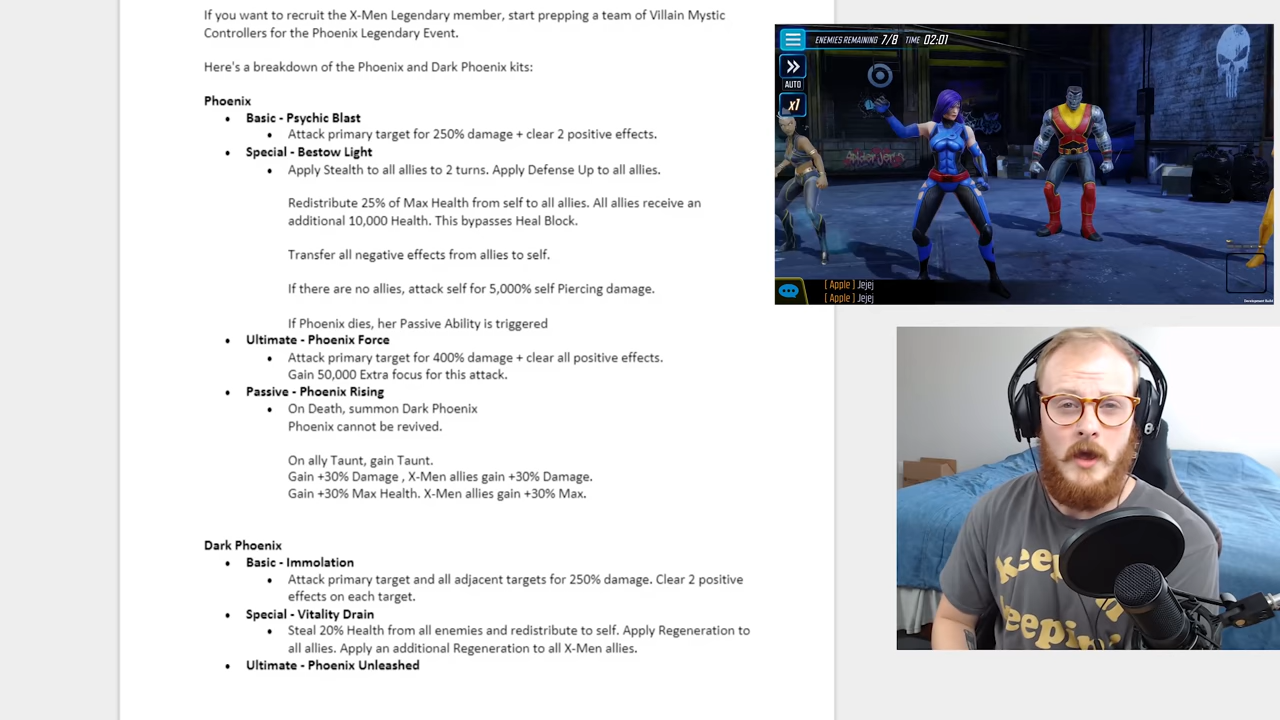 If you want to recruit the X-Men Legendary member, start prepping a team of Villain Mystic
Controllers for the Phoenix Legendary Event.
Here's a breakdown of the Phoenix and Dark Phoenix kits:
Phoenix
• Basic - Psychic Blast
• Attack primary target for 250% damage + clear 2 positive effects.
• Special - Bestow Light
• Apply Stealth to all allies to 2 turns. Apply Defense Up to all allies.
Redistribute 25% of Max Health from self to all allies. All allies receive an
additional 10,000 Health. This bypasses Heal Block.
Transfer all negative effects from allies to self.
If there are no allies, attack self for 5,000% self Piercing damage.
If Phoenix dies, her Passive Ability is triggered
• Ultimate - Phoenix Force
• Attack primary target for 400% damage + clear all positive effects.
Gain 50,000 Extra focus for this attack.
• Passive - Phoenix Rising
• On Death, summon Dark Phoenix
Phoenix cannot be revived.
On ally Taunt, gain Taunt.
Gain +30% Damage , X-Men allies gain +30% Damage.
Gain +30% Max Health. X-Men allies gain +30% Max.
Dark Phoenix
• Basic - Immolation
• Attack primary target and all adjacent targets for 250% damage. Clear 2 positive
effects on each target.
• Special - Vitality Drain
• Steal 20% Health from all enemies and redistribute to self. Apply Regeneration to
all allies. Apply an additional Regeneration to all X-Men allies.
• Ultimate - Phoenix Unleashed
ENEMIES REMAINING 7/8 TIME 02:01
AUTO
x1
[ Apple ] Jejej
[ Apple ] Jejej
Development Build
keep
keepin